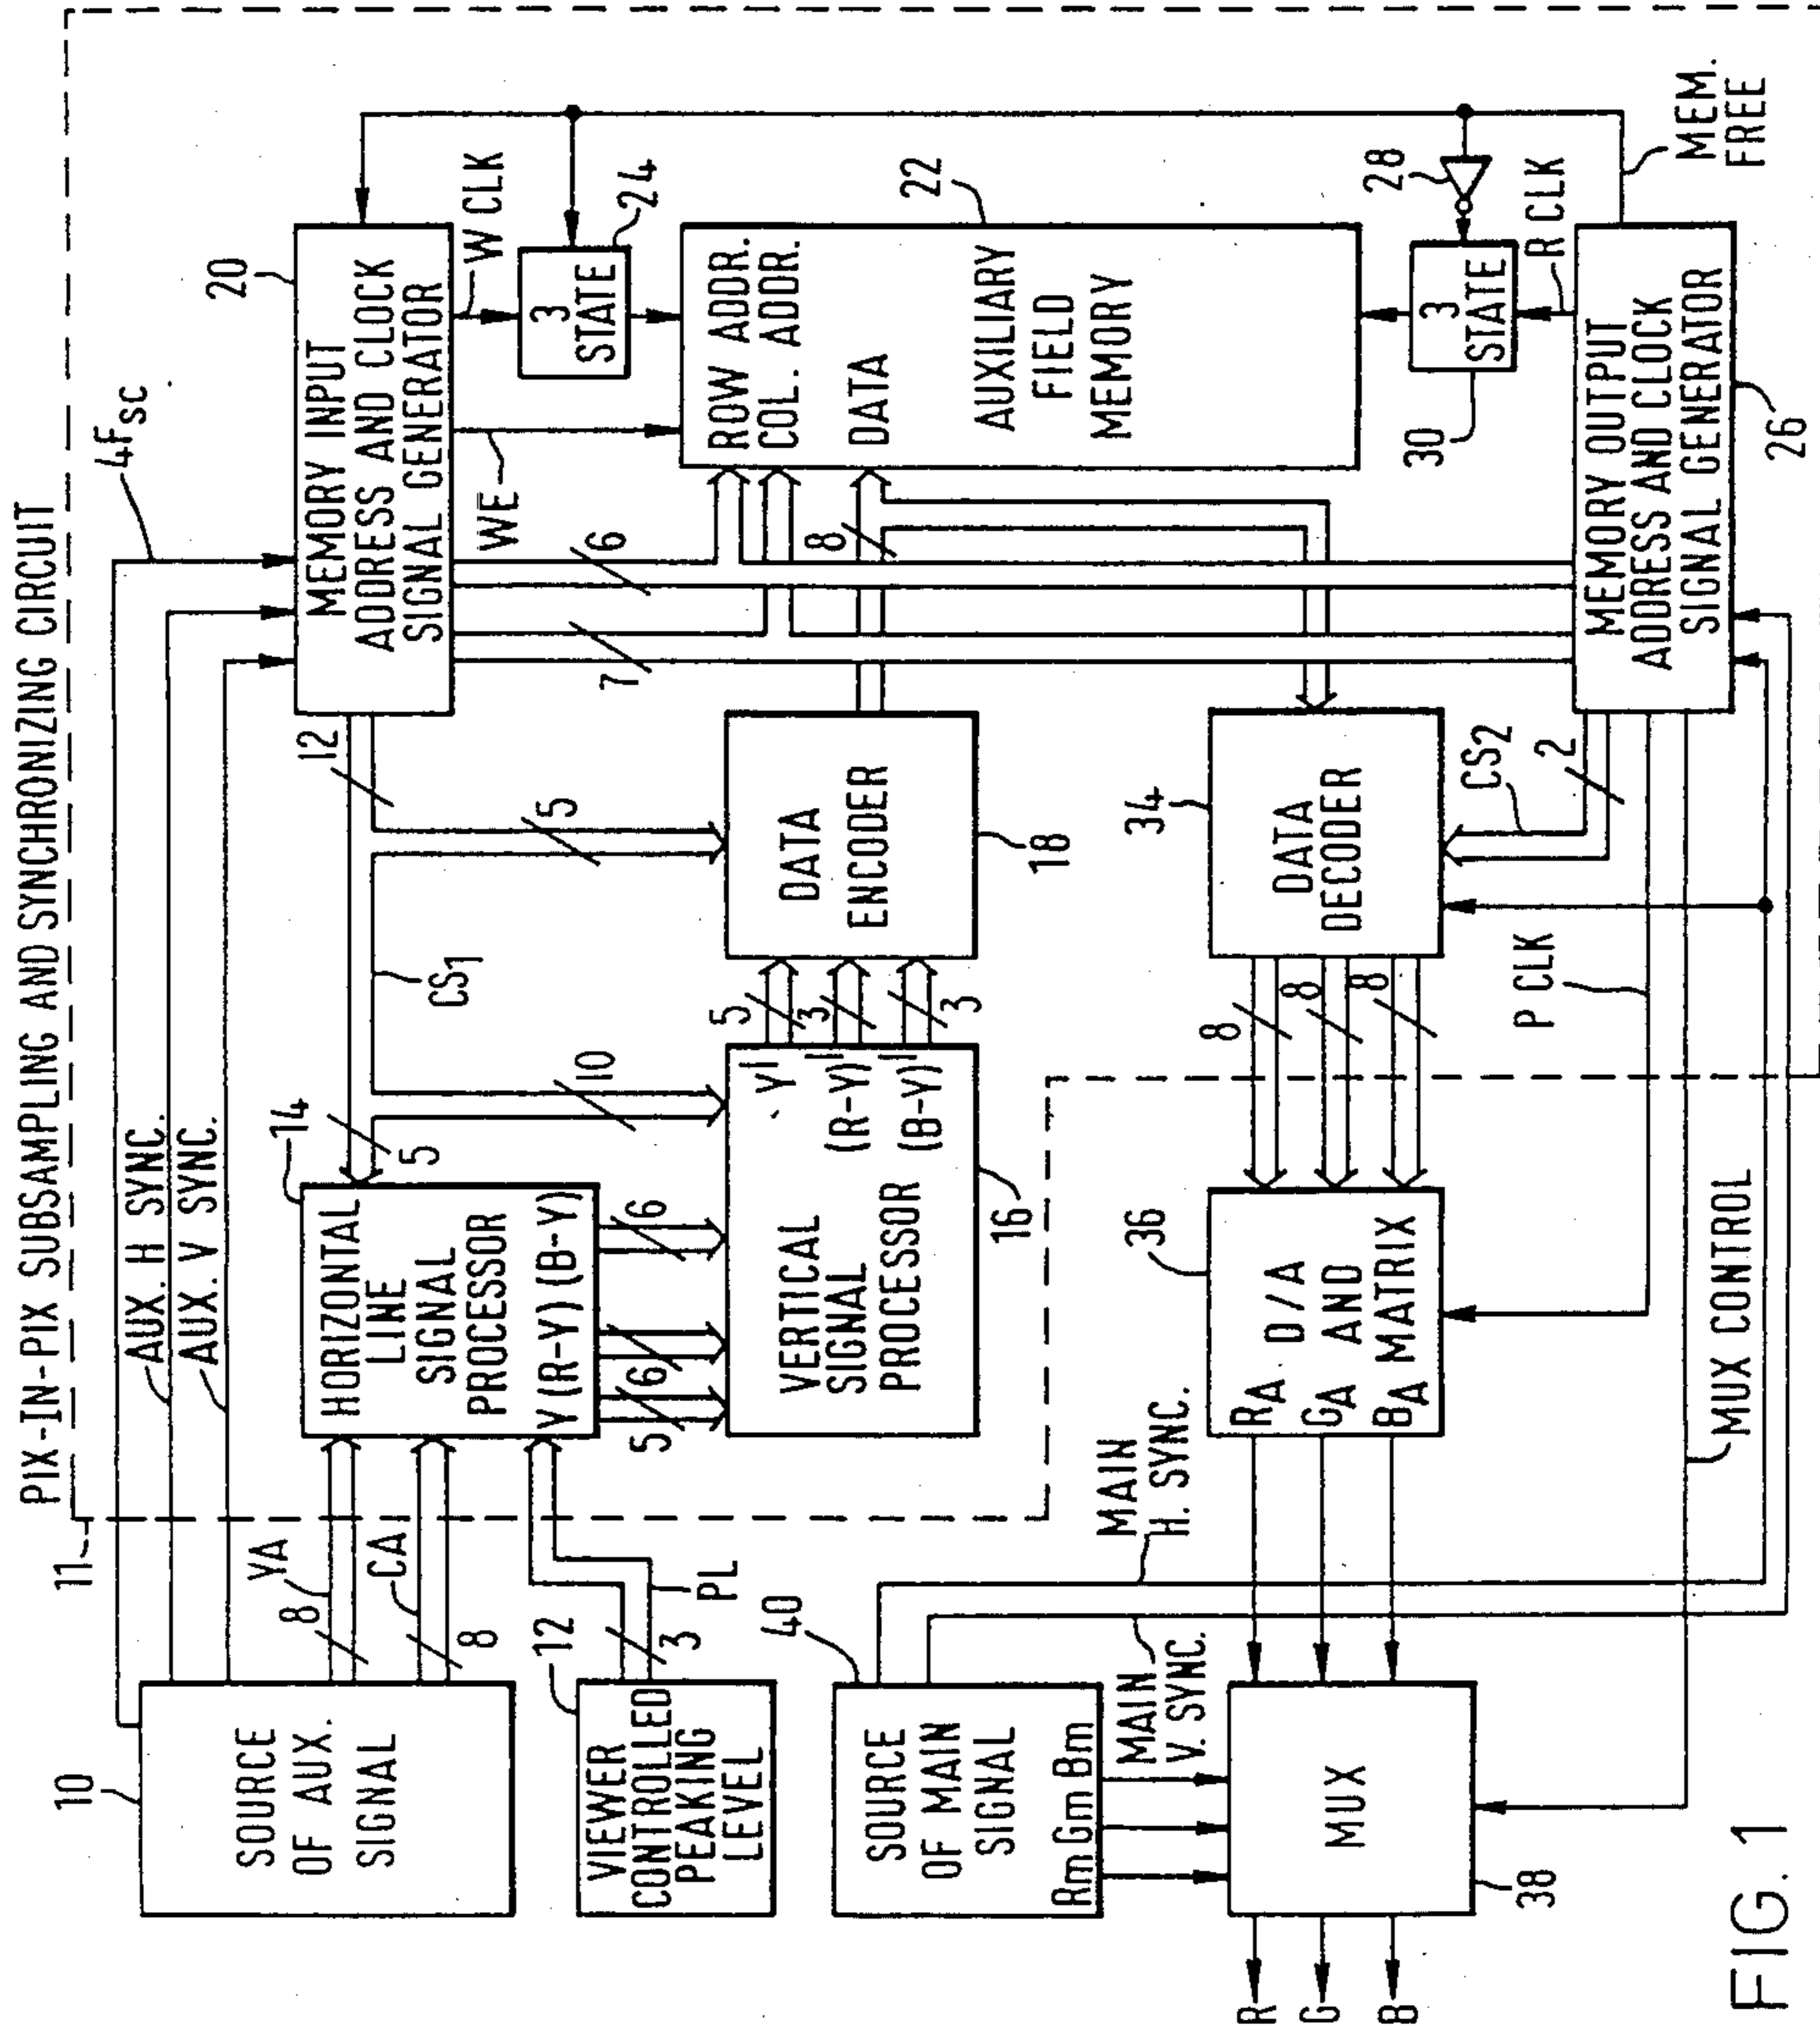 PIX-IN-PIX SUBSAMPLING AND SYNCHRONIZING CIRCUIT
11
10
SOURCE
OF AUX.
SIGNAL
AUX. H SYNC.
AUX. V SYNC.
4FSC
8
YA
CA
8
12
VIEWER
CONTROLLED
PEAKING
LEVEL
3
PL
14
HORIZONTAL
LINE
SIGNAL
PROCESSOR
Y (R-Y) (B-Y)
5
12
CS1
10
5
5
6
6
VERTICAL
SIGNAL
PROCESSOR
Y'
(R-Y)'
(B-Y)'
16
5
3
3
DATA
ENCODER
18
20
MEMORY INPUT
ADDRESS AND CLOCK
SIGNAL GENERATOR
7
6
WE
W CLK
3
STATE
24
ROW ADDR.
COL. ADDR.
DATA
AUXILIARY
FIELD
MEMORY
22
8
28
3
STATE
30
R CLK
MEM.
FREE
MEMORY OUTPUT
ADDRESS AND CLOCK
SIGNAL GENERATOR
26
34
DATA
DECODER
CS2
2
P CLK
8
8
8
36
RA
GA
BA
D/A
AND
MATRIX
MUX CONTROL
MAIN
H. SYNC.
MAIN
V. SYNC.
40
SOURCE
OF MAIN
SIGNAL
Rm Gm Bm
MUX
38
R
G
B
FIG. 1